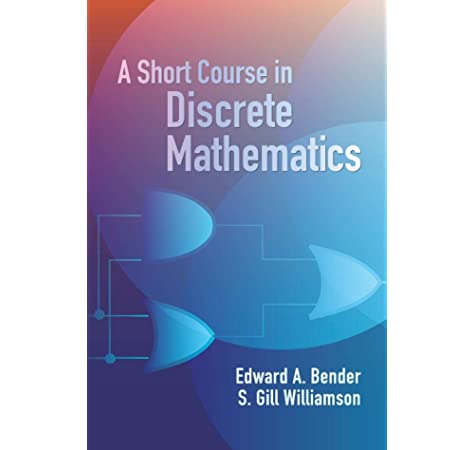 A Short Course in
Discrete
Mathematics
Edward A. Bender
S. Gill Williamson